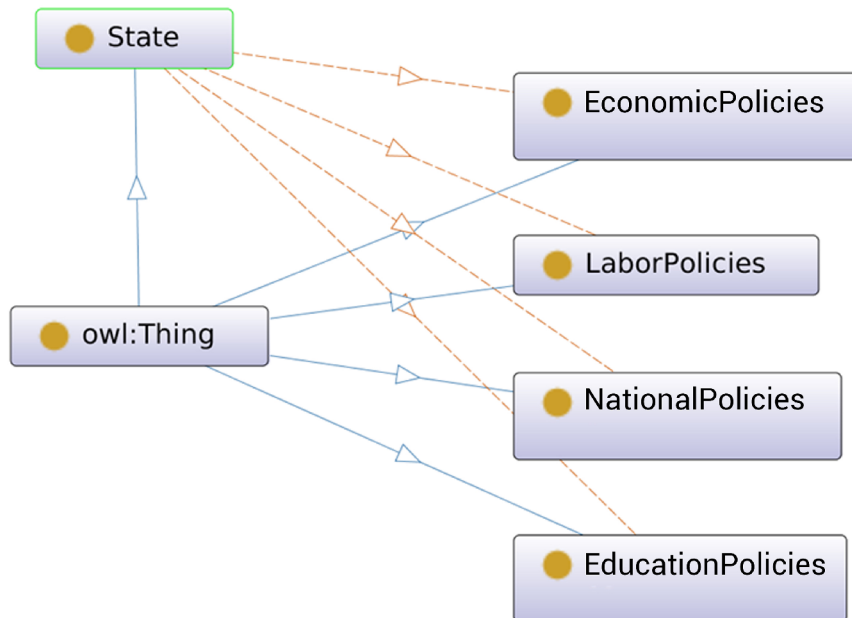 State
EconomicPolicies
LaborPolicies
owl:Thing
NationalPolicies
EducationPolicies